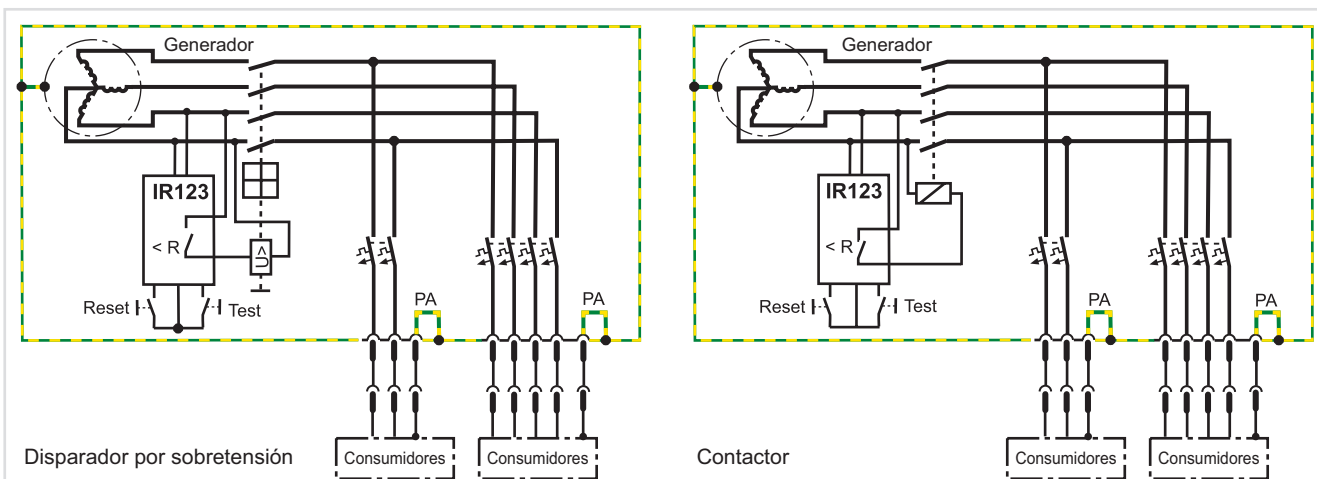 Generador
IR123
< R
U>
Reset
Test
PA
PA
Disparador por sobretensión
Consumidores
Consumidores
Generador
IR123
< R
Reset
Test
PA
PA
Contactor
Consumidores
Consumidores